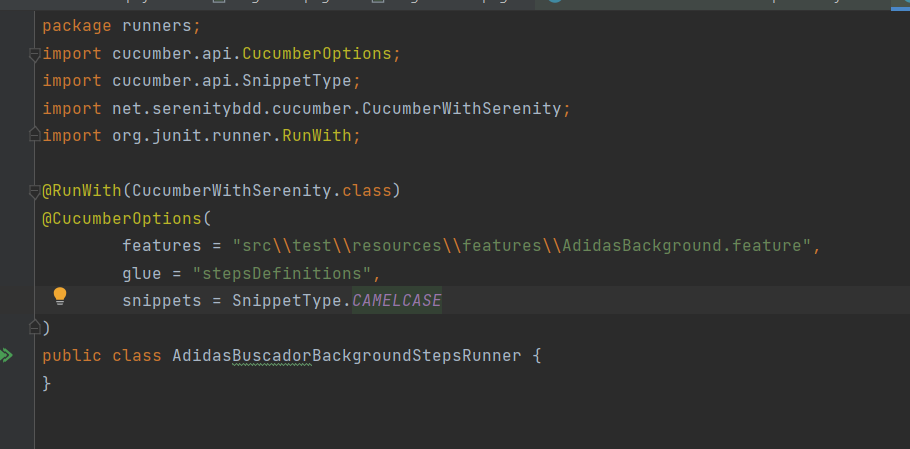 package runners;
import cucumber.api.CucumberOptions;
import cucumber.api.SnippetType;
import net.serenitybdd.cucumber.CucumberWithSerenity;
import org.junit.runner.RunWith;
@RunWith(CucumberWithSerenity.class)
@CucumberOptions(
features = "src\\test\\resources\\features\\AdidasBackground.feature",
glue = "stepsDefinitions",
snippets = SnippetType.CAMELCASE
)
public class AdidasBuscadorBackgroundStepsRunner {
}